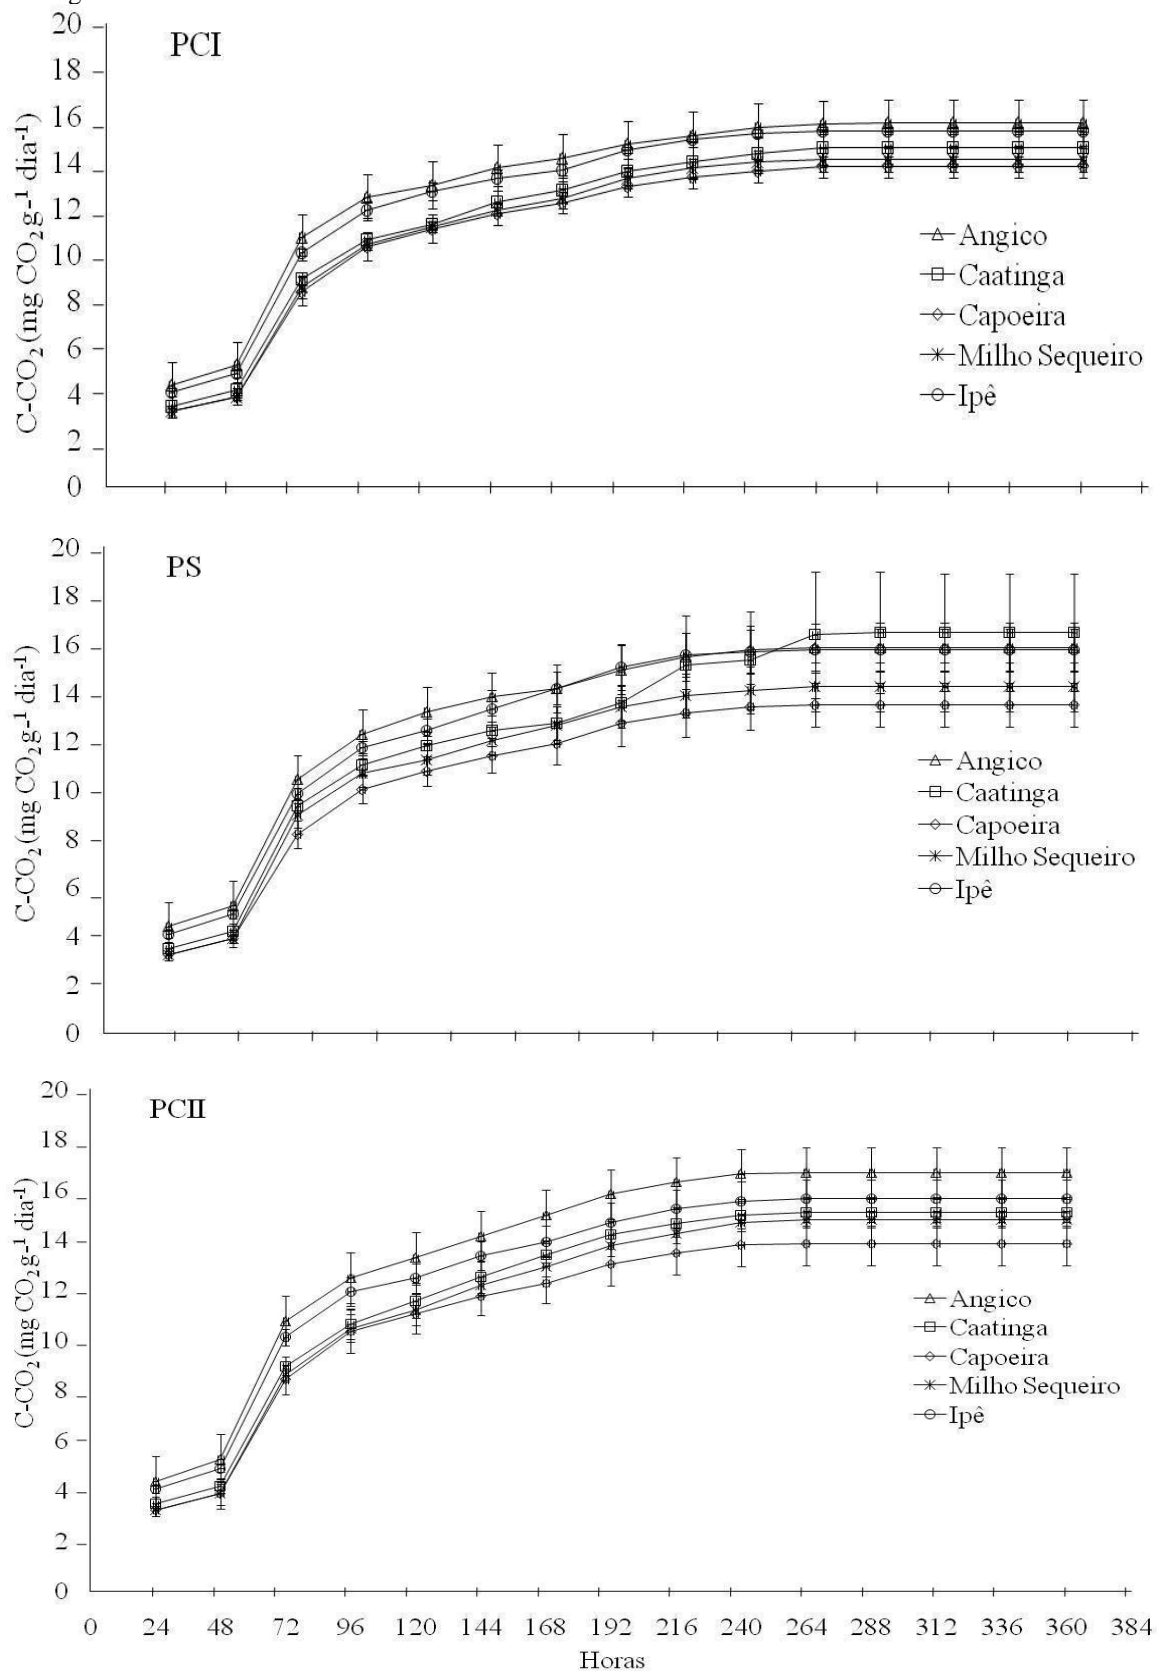 20
PCI
18
16
14
12
10
8
6
4
2
0
C-CO2 (mg CO2 g-1 dia-1)
Angico
Caatinga
Capoeira
Milho Sequeiro
Ipê
20
PS
18
16
14
12
10
8
6
4
2
0
C-CO2 (mg CO2 g-1 dia-1)
Angico
Caatinga
Capoeira
Milho Sequeiro
Ipê
20
PCII
18
16
14
12
10
8
6
4
2
0
C-CO2 (mg CO2 g-1 dia-1)
Angico
Caatinga
Capoeira
Milho Sequeiro
Ipê
0 24 48 72 96 120 144 168 192 216 240 264 288 312 336 360 384
Horas